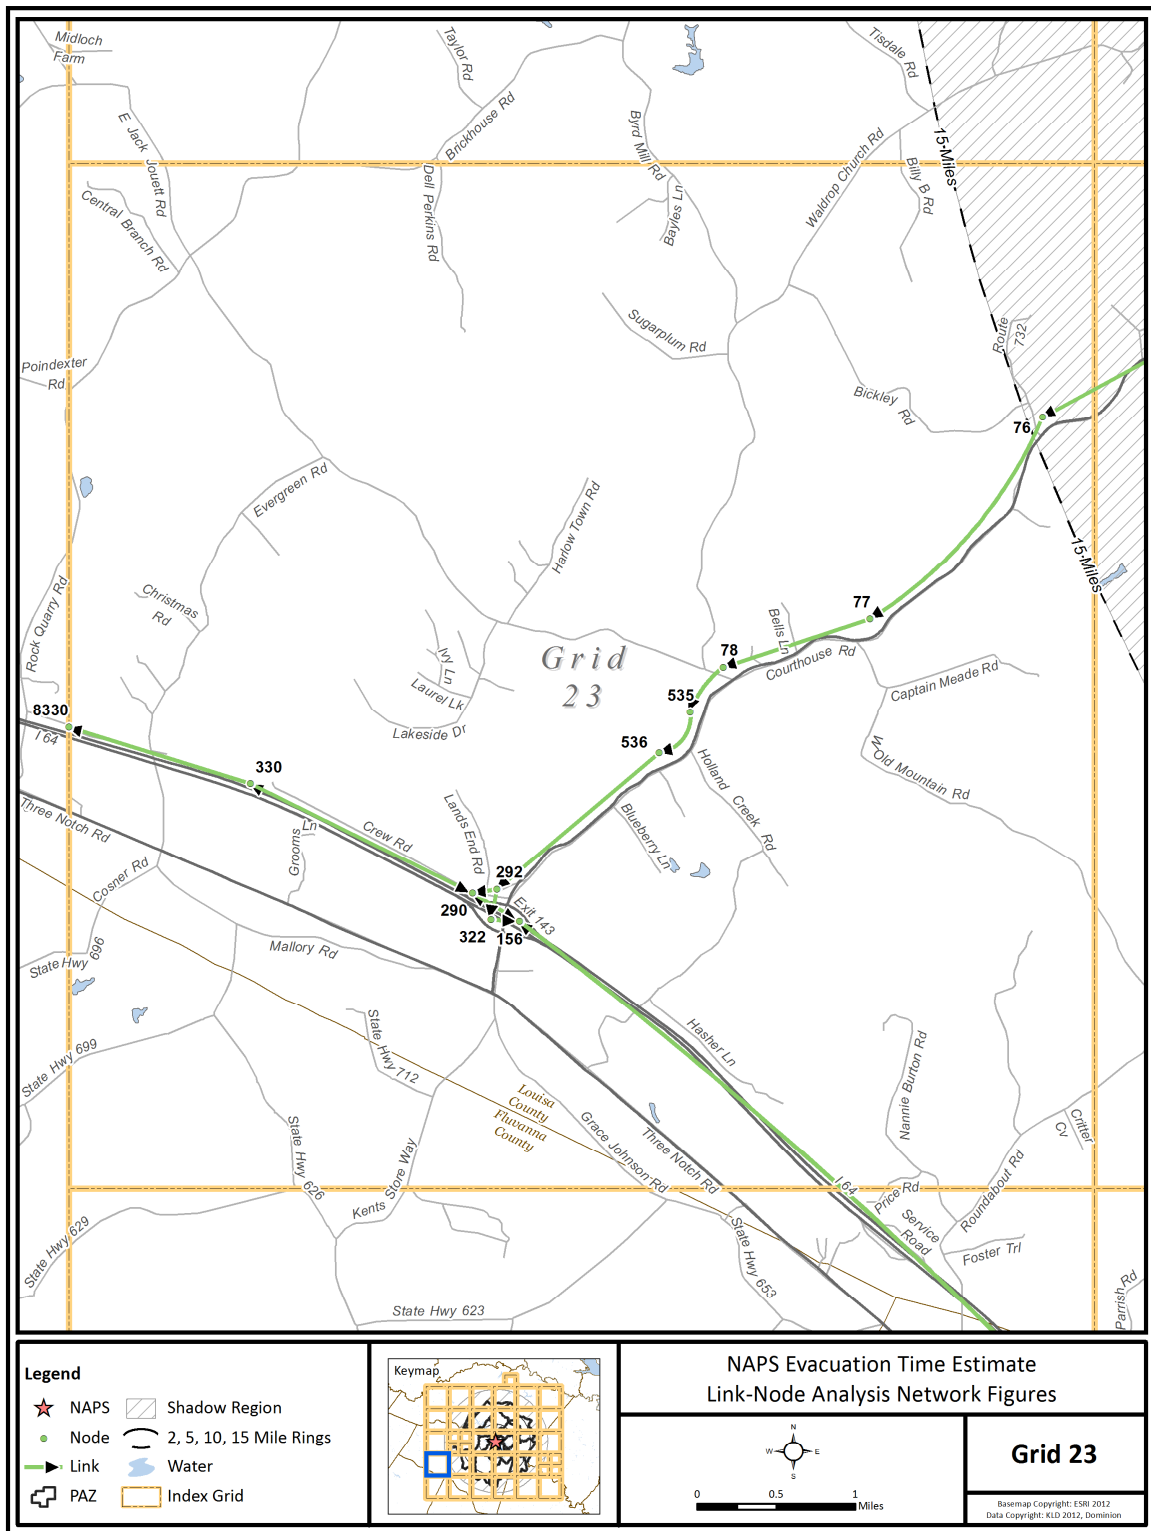 Midloch
Farm
Taylor Rd
Tisdale Rd
E Jack Jouett Rd
Brickhouse Rd
Byrd Mill Rd
Waldrop Church Rd
15-Miles
Billy B Rd
Central Branch Rd
Dell Perkins Rd
Bayles Ln
Sugarplum Rd
Route
732
Poindexter
Rd
Bickley
Rd
76
Evergreen Rd
Harlow Town Rd
15-Miles
Rock Quarry Rd
Christmas
Rd
77
Bells Ln
Ivy Ln
Grid
23
78
Courthouse Rd
Laurel Lk
535
Captain Meade Rd
8330
I 64
Lakeside Dr
536
W Old Mountain Rd
330
Holland Creek Rd
Three Notch Rd
Grooms
Ln
Crew Rd
Lands End Rd
Blueberry Ln
Cosner Rd
292
290
Exit 143
322
156
State Hwy 696
Mallory Rd
State Hwy 699
State Hwy 712
Hasher Ln
Nannie Burton Rd
Louisa
County
Fluvanna
County
Critter
Cv
State Hwy 626
Kents Store Way
Grace Johnson Rd
Three Notch Rd
I 64
Price Rd
Roundabout Rd
State Hwy 629
State Hwy 653
Service
Road
Foster Trl
State Hwy 623
Parrish Rd
Legend
NAPS
Shadow Region
Node
2, 5, 10, 15 Mile Rings
Link
Water
PAZ
Index Grid
Keymap
NAPS Evacuation Time Estimate
Link-Node Analysis Network Figures
N
W
E
S
0
0.5
1
Miles
Grid 23
Basemap Copyright: ESRI 2012
Data Copyright: KLD 2012, Dominion